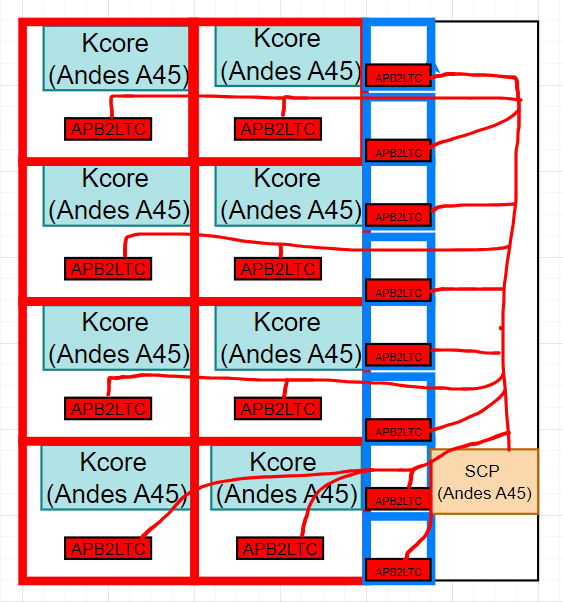 Kcore
(Andes A45)
Kcore
(Andes A45)
APB2LTC
APB2LTC
APB2LTC
APB2LTC
Kcore
(Andes A45)
Kcore
(Andes A45)
APB2LTC
APB2LTC
APB2LTC
APB2LTC
Kcore
(Andes A45)
Kcore
(Andes A45)
APB2LTC
APB2LTC
APB2LTC
APB2LTC
Kcore
(Andes A45)
Kcore
(Andes A45)
APB2LTC
SCP
(Andes A45)
APB2LTC
APB2LTC
APB2LTC